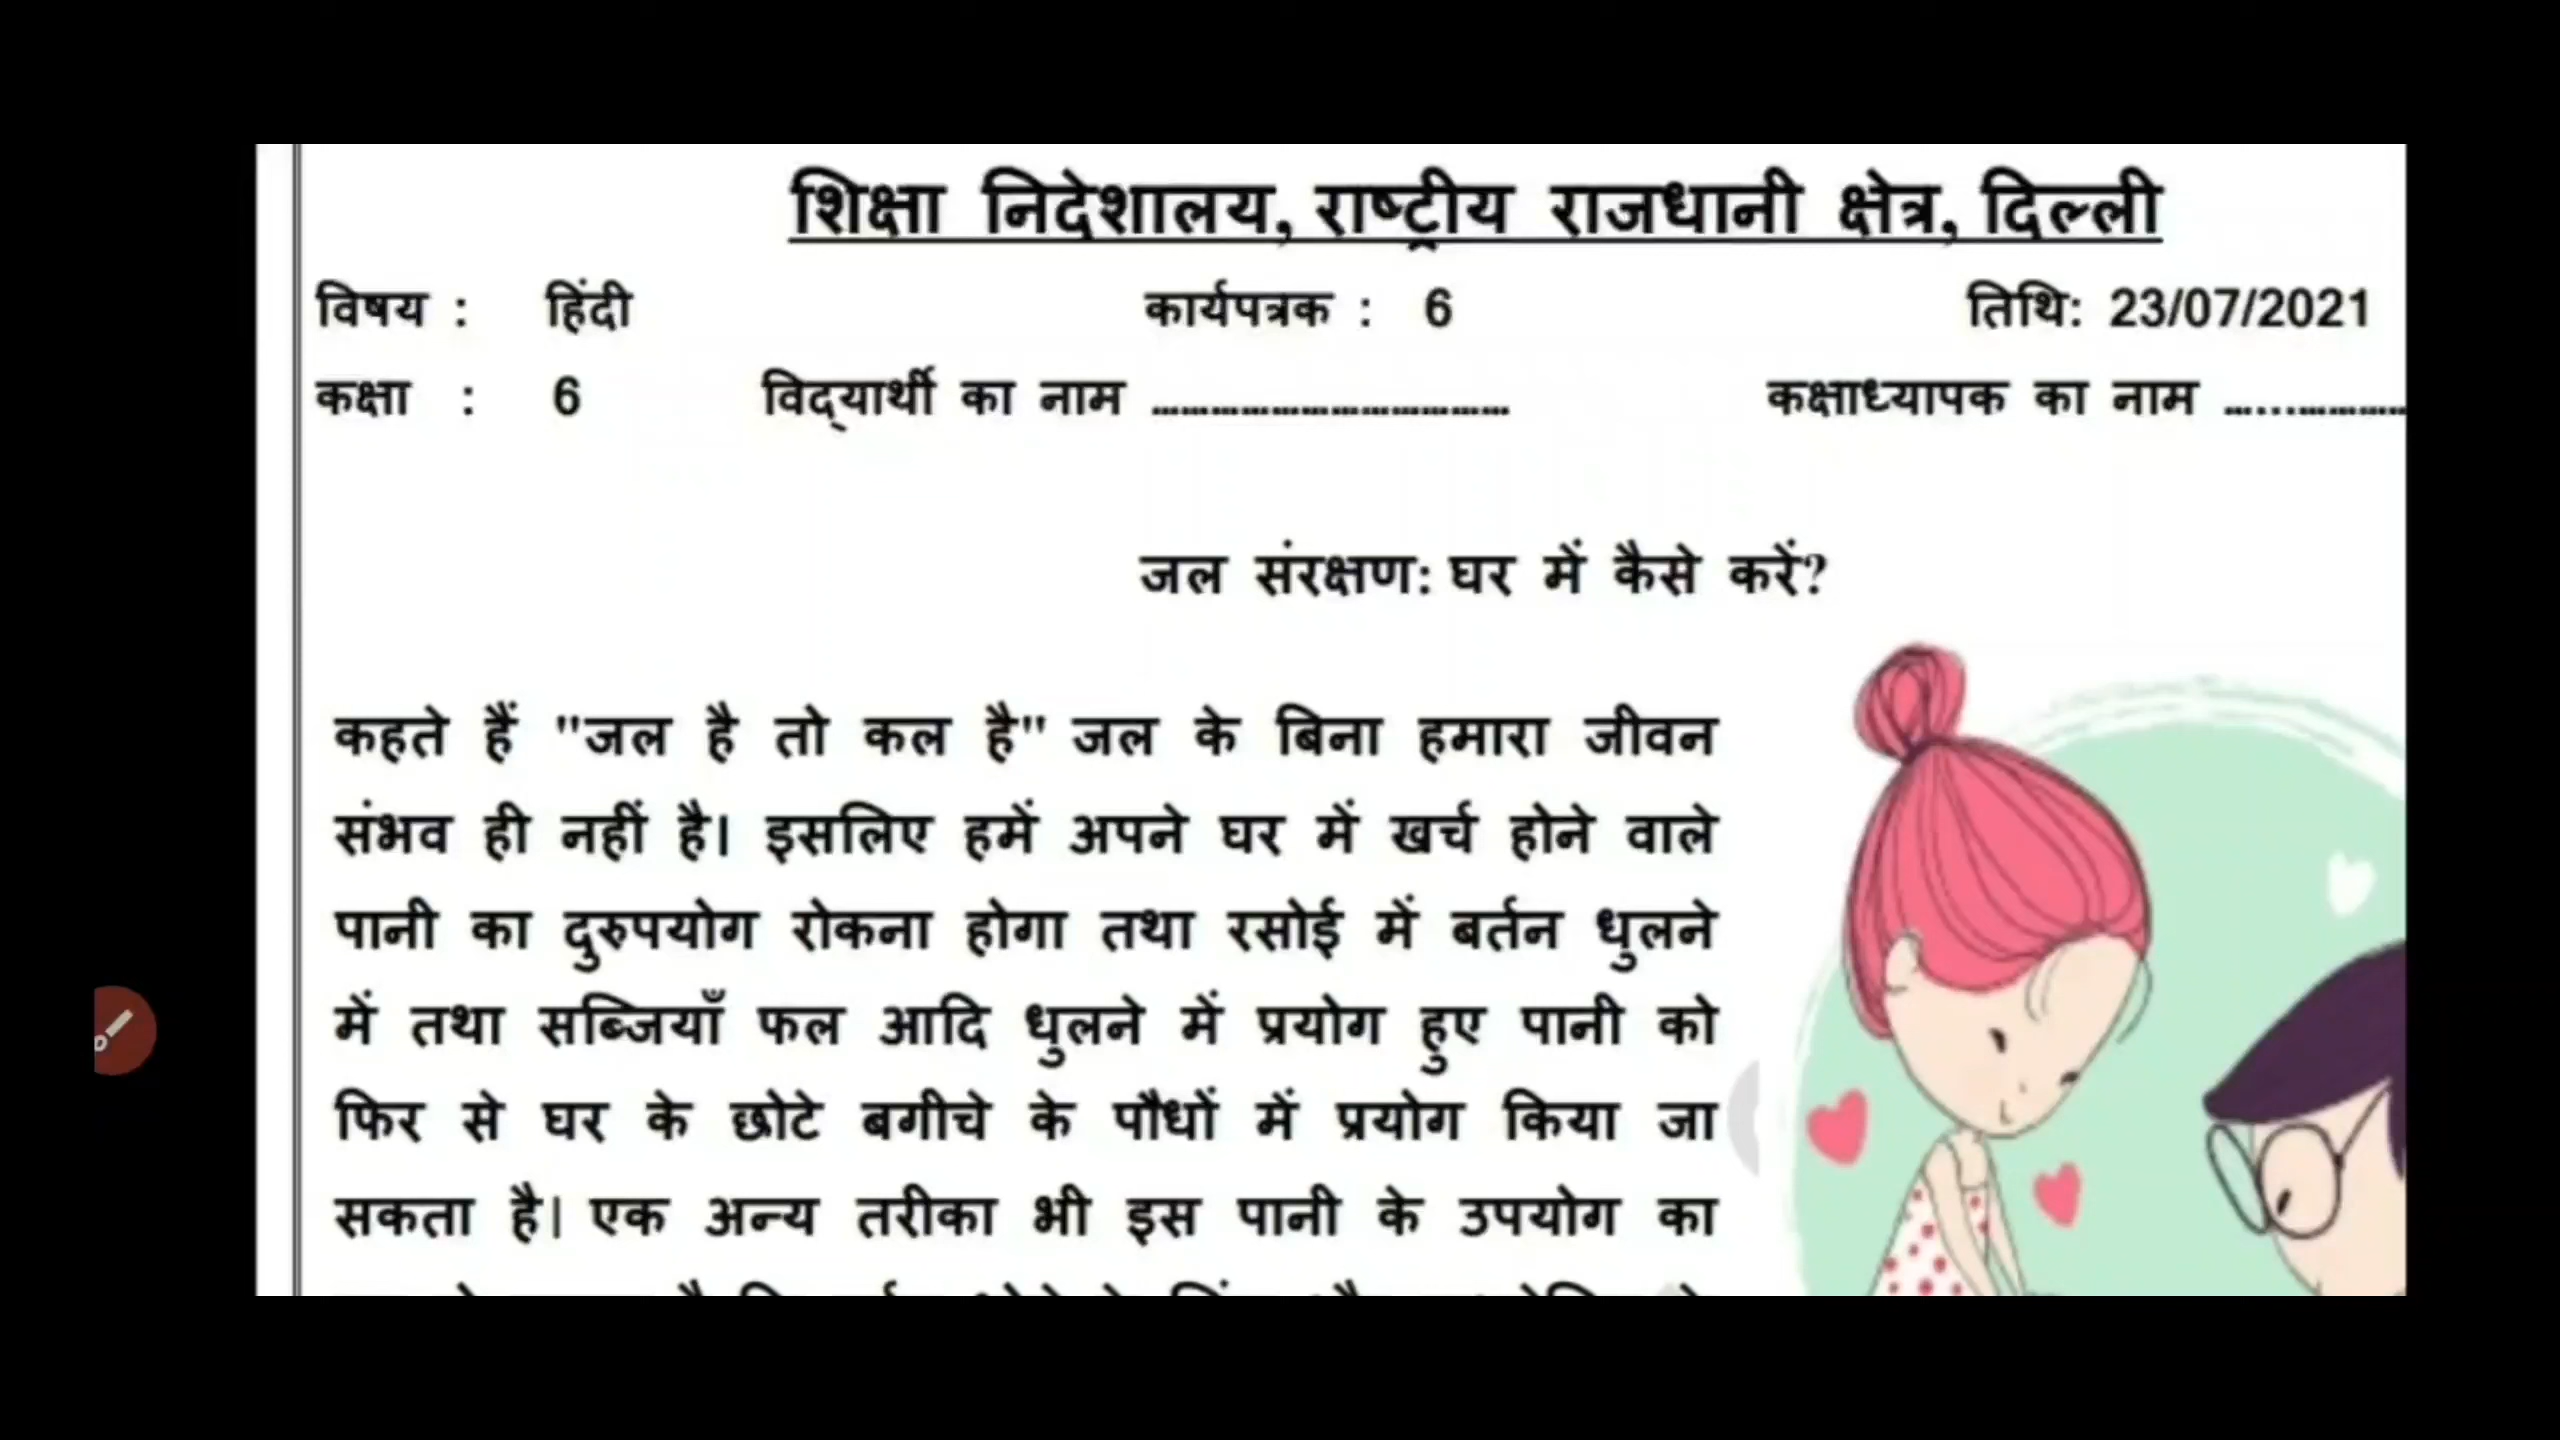 शिक्षा निदेशालय, राष्ट्रीय राजधानी क्षेत्र, दिल्ली
विषय : हिंदी कार्यपत्रक : 6 तिथि: 23/07/2021
कक्षा : 6 विद्यार्थी का नाम ................................ कक्षाध्यापक का नाम ..................
जल संरक्षण: घर में कैसे करें?
कहते हैं "जल है तो कल है" जल के बिना हमारा जीवन
संभव ही नहीं है। इसलिए हमें अपने घर में खर्च होने वाले
पानी का दुरुपयोग रोकना होगा तथा रसोई में बर्तन धुलने
में तथा सब्जियाँ फल आदि धुलने में प्रयोग हुए पानी को
फिर से घर के छोटे बगीचे के पौधों में प्रयोग किया जा
सकता है। एक अन्य तरीका भी इस पानी के उपयोग का